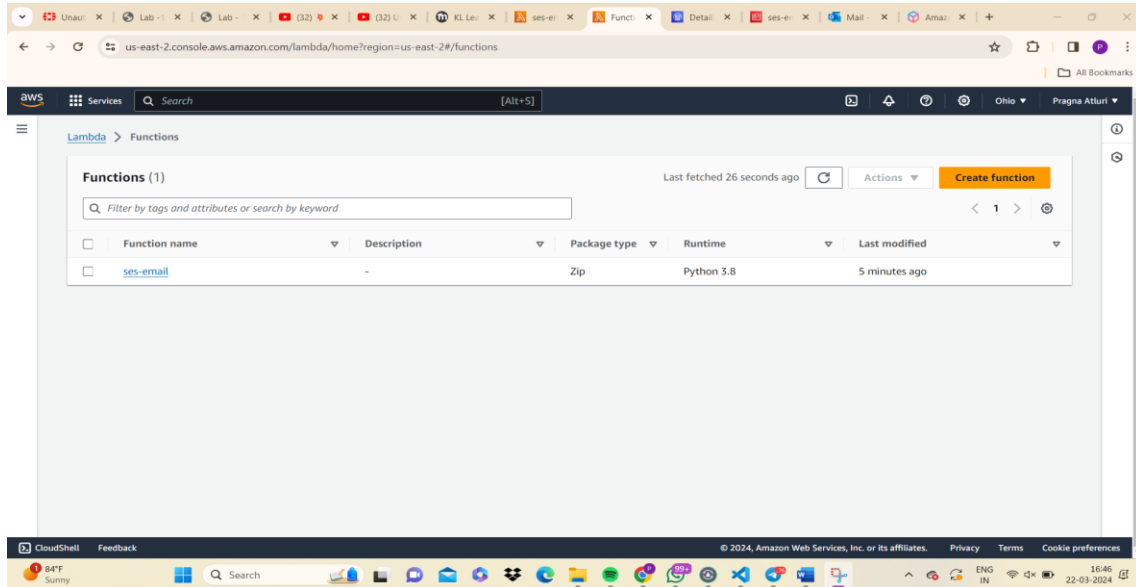 Unaut
Lab -1
Lab -
(32)
(32) U
KL Lea
ses-en
Functi
Detail
ses-en
Mail -
Amaz
us-east-2.console.aws.amazon.com/lambda/home?region=us-east-2#/functions
P
All Bookmarks
aws
Services
Search
[Alt+S]
Ohio
Pragna Atluri
Lambda > Functions
Functions (1)
Last fetched 26 seconds ago
Actions
Create function
Filter by tags and attributes or search by keyword
1
Function name Description Package type Runtime Last modified
ses-email - Zip Python 3.8 5 minutes ago
CloudShell Feedback
© 2024, Amazon Web Services, Inc. or its affiliates. Privacy Terms Cookie preferences
1
84°F
Sunny
Search
99+
ENG
IN
16:46
22-03-2024